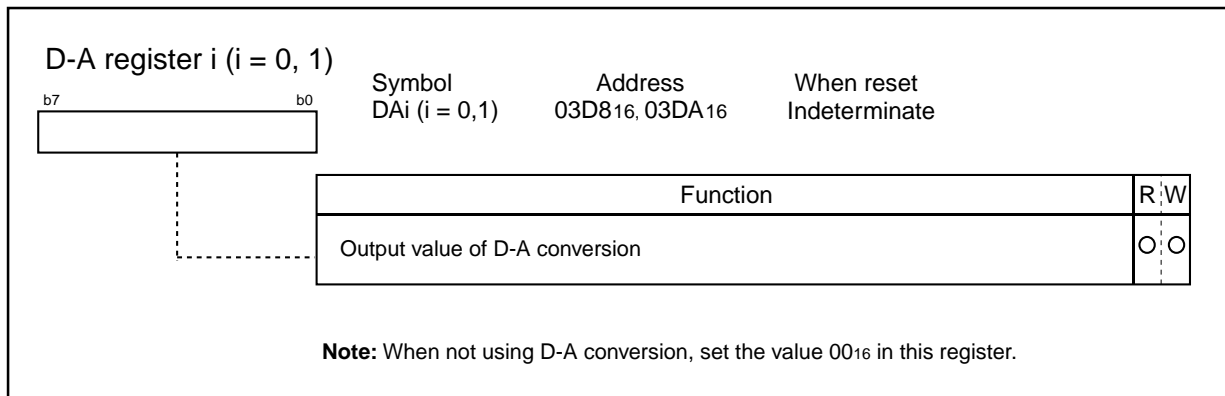 D-A register i (i = 0, 1)
b7 b0
Symbol Address When reset
DAi (i = 0,1) 03D816, 03DA16 Indeterminate
Function R W
Output value of D-A conversion O O
Note: When not using D-A conversion, set the value 0016 in this register.